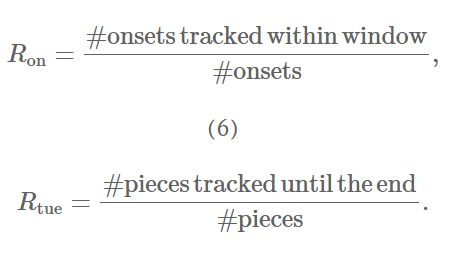 R_on = #onsets tracked within window / #onsets,
(6)
R_tue = #pieces tracked until the end / #pieces.